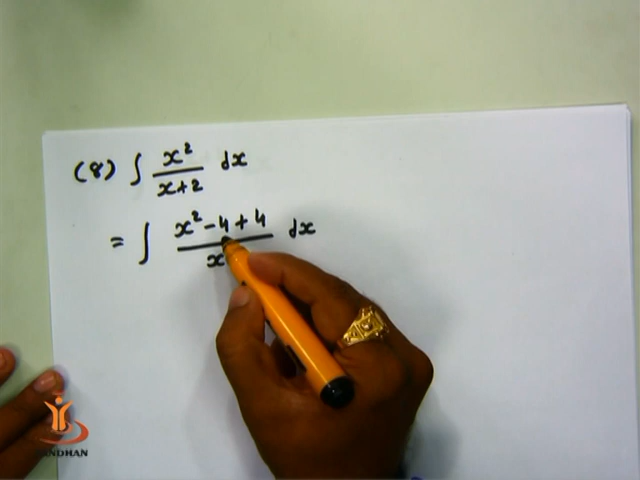 (8) ∫ x²/(x+2) dx
= ∫ (x²-4+4)/x dx